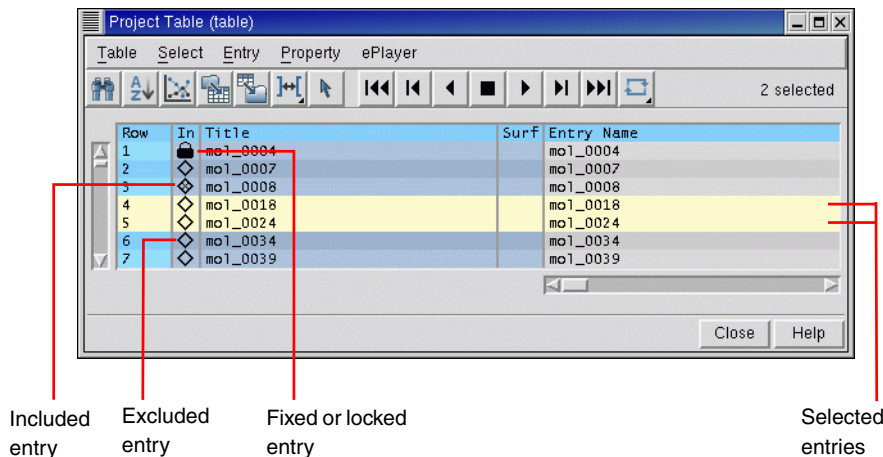 Project Table (table)
Table Select Entry Property ePlayer
A Z 2 selected
Row In Title Surf Entry Name
1 mol_0004 mol_0004
2 mol_0007 mol_0007
3 mol_0008 mol_0008
4 mol_0018 mol_0018
5 mol_0024 mol_0024
6 mol_0034 mol_0034
7 mol_0039 mol_0039
Close Help
Included entry
Excluded entry
Fixed or locked entry
Selected entries